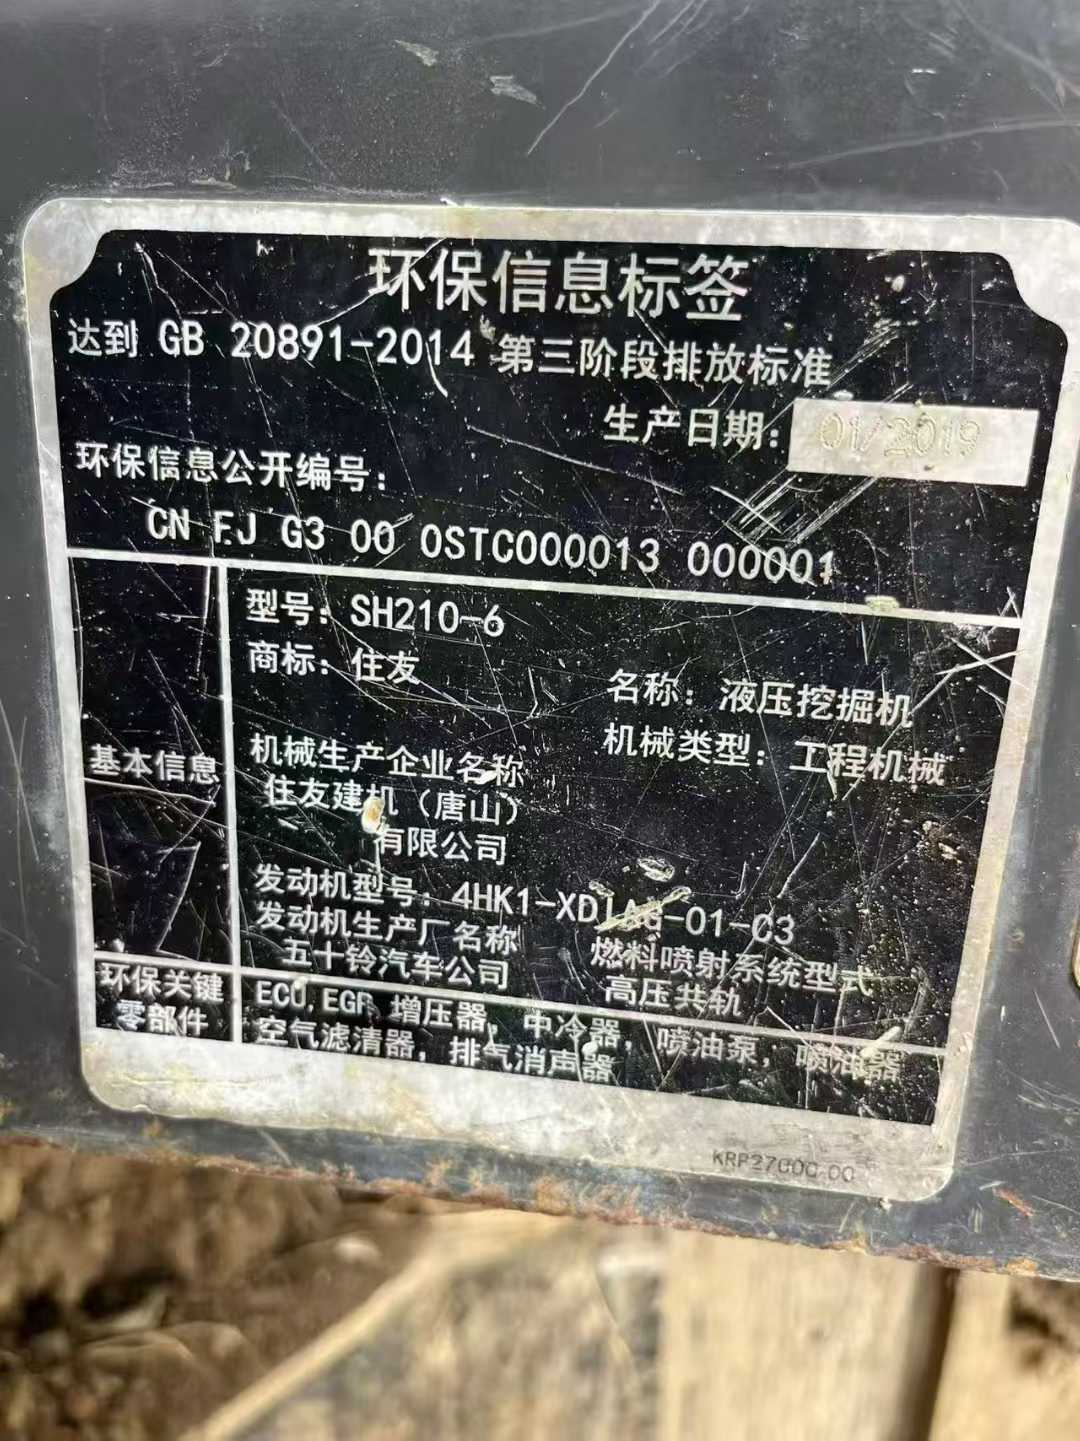 环保信息标签
达到 GB 20891-2014 第三阶段排放标准
生产日期: 01/2019
环保信息公开编号:
CN FJ G3 00 0STC000013 000001
基本信息
型号: SH210-6
商标: 住友
名称: 液压挖掘机
机械类型: 工程机械
机械生产企业名称
住友建机 (唐山)
有限公司
发动机型号: 4HK1-XDIAG-01-C3
发动机生产厂名称
五十铃汽车公司
燃料喷射系统型式
高压共轨
环保关键
零部件
ECU, EGR, 增压器, 中冷器, 喷油泵, 喷油器
空气滤清器, 排气消声器